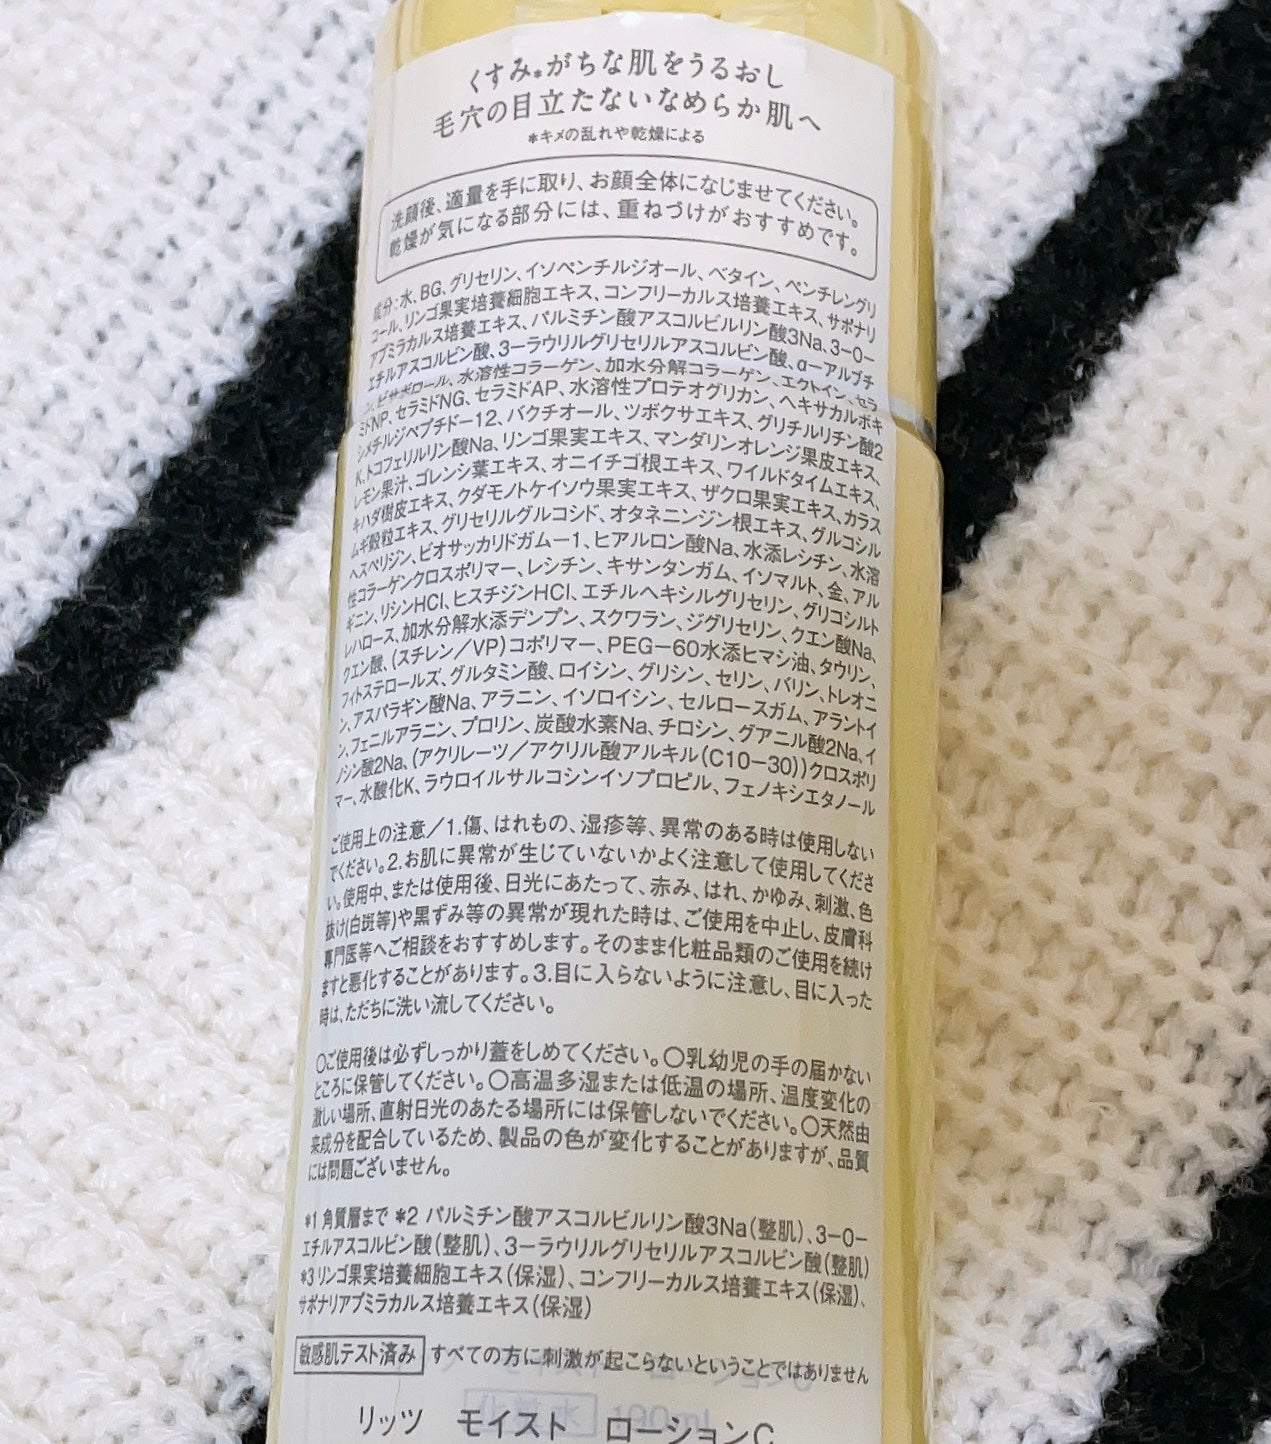 くすみ*がちな肌をうるおし
毛穴の目立たないなめらか肌へ
*キメの乱れや乾燥による
洗顔後、適量を手に取り、お顔全体になじませてください。
乾燥が気になる部分には、重ねづけがおすすめです。
成分：水、BG、グリセリン、イソペンチルジオール、ベタイン、ペンチレングリ
コール、リンゴ果実培養細胞エキス、コンフリーカルス培養エキス、サポナリ
アプミラカルス培養エキス、パルミチン酸アスコルビルリン酸3Na、3-O-
エチルアスコルビン酸、3-ラウリルグリセリルアスコルビン酸、α-アルブチ
ン、ビサボロール、水溶性コラーゲン、加水分解コラーゲン、エクトイン、セラ
ミドNP、セラミドNG、セラミドAP、水溶性プロテオグリカン、ヘキサカルボキ
シメチルジペプチド-12、バクチオール、ツボクサエキス、グリチルリチン酸2
K、トコフェリルリン酸Na、リンゴ果実エキス、マンダリンオレンジ果皮エキス、
レモン果汁、ゴレンシ葉エキス、オニイチゴ根エキス、ワイルドタイムエキス、
キハダ樹皮エキス、クダモノトケイソウ果実エキス、ザクロ果実エキス、カラス
ムギ穀粒エキス、グリセリルグルコシド、オタネニンジン根エキス、グルコシル
ヘスペリジン、ビオサッカリドガム-1、ヒアルロン酸Na、水添レシチン、水溶
性コラーゲンクロスポリマー、レシチン、キサンタンガム、イソマルト、金、アル
ギニン、リシンHCl、ヒスチジンHCl、エチルヘキシルグリセリン、グリコシルト
レハロース、加水分解水添デンプン、スクワラン、ジグリセリン、クエン酸Na、
クエン酸、(スチレン／VP)コポリマー、PEG-60水添ヒマシ油、タウリン、
フィトステロールズ、グルタミン酸、ロイシン、グリシン、セリン、バリン、トレオニ
ン、アスパラギン酸Na、アラニン、イソロイシン、セルロースガム、アラントイ
ン、フェニルアラニン、プロリン、炭酸水素Na、チロシン、グアニル酸2Na、イ
ノシン酸2Na、(アクリレーツ／アクリル酸アルキル(C10-30))クロスポリ
マー、水酸化K、ラウロイルサルコシンイソプロピル、フェノキシエタノール
ご使用上の注意／1.傷、はれもの、湿疹等、異常のある時は使用しない
でください。2.お肌に異常が生じていないかよく注意して使用してくださ
い。使用中、または使用後、日光にあたって、赤み、はれ、かゆみ、刺激、色
抜け(白斑等)や黒ずみ等の異常が現れた時は、ご使用を中止し、皮膚科
専門医等へご相談をおすすめします。そのまま化粧品類のご使用を続け
ますと悪化することがあります。3.目に入らないように注意し、目に入った
時は、ただちに洗い流してください。
〇ご使用後は必ずしっかり蓋をしめてください。〇乳幼児の手の届かない
ところに保管してください。〇高温多湿または低温の場所、温度変化の
激しい場所、直射日光のあたる場所には保管しないでください。〇天然由
来成分を配合しているため、製品の色が変化することがありますが、品質
には問題ございません。
*1 角質層まで *2 パルミチン酸アスコルビルリン酸3Na(整肌)、3-O-
エチルアスコルビン酸(整肌)、3-ラウリルグリセリルアスコルビン酸(整肌)
*3 リンゴ果実培養細胞エキス(保湿)、コンフリーカルス培養エキス(保湿)、
サポナリアプミラカルス培養エキス(保湿)
敏感肌テスト済み すべての方に刺激が起こらないということではありません
リッツ モイスト ローションC